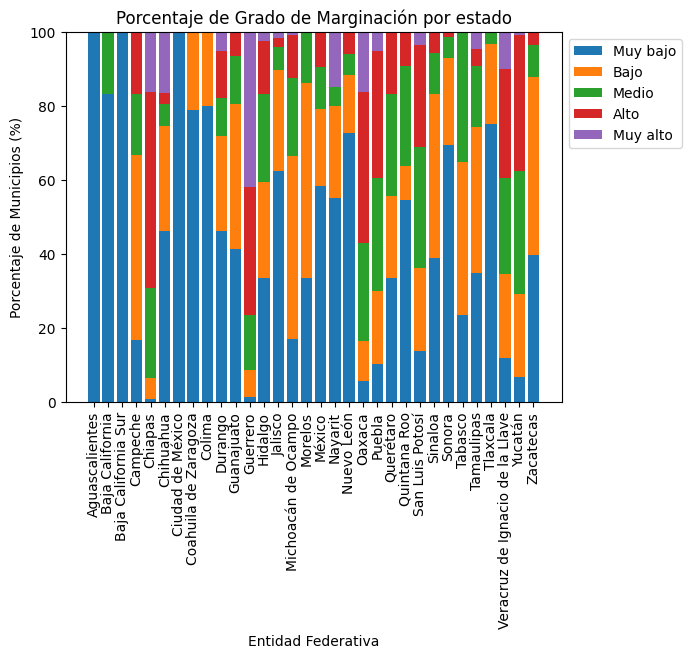 Porcentaje de Grado de Marginación por estado
100
80
60
40
20
0
Porcentaje de Municipios (%)
Muy bajo
Bajo
Medio
Alto
Muy alto
Aguascalientes
Baja California
Baja California Sur
Campeche
Chiapas
Chihuahua
Ciudad de México
Coahuila de Zaragoza
Colima
Durango
Guanajuato
Guerrero
Hidalgo
Jalisco
Michoacán de Ocampo
Morelos
México
Nayarit
Nuevo León
Oaxaca
Puebla
Querétaro
Quintana Roo
San Luis Potosí
Sinaloa
Sonora
Tabasco
Tamaulipas
Tlaxcala
Veracruz de Ignacio de la Llave
Yucatán
Zacatecas
Entidad Federativa